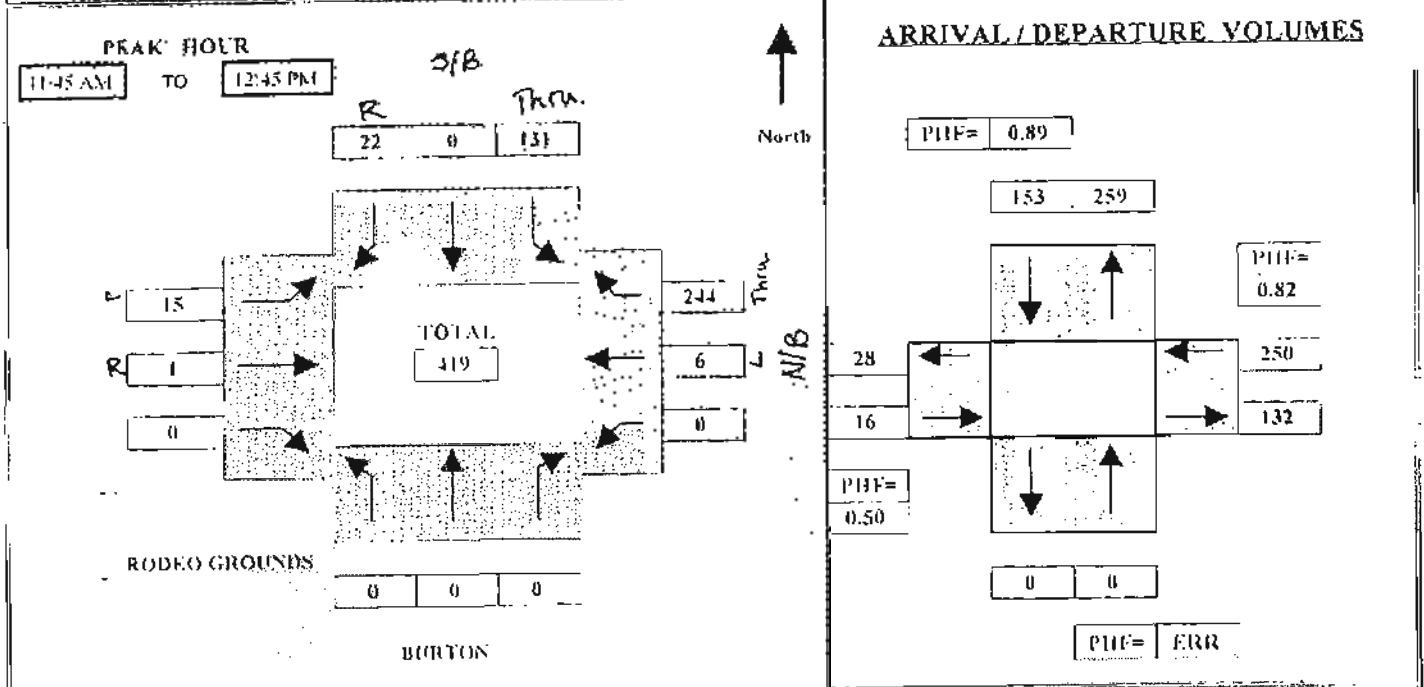 PEAK HOUR
11:45 AM TO 12:45 PM
S/B
R Thru.
22 0 131
North
L 15
R 1
0
TOTAL
419
244 Thru
6 L
0
N/B
RODEO GROUNDS
0 0 0
BURTON
ARRIVAL / DEPARTURE VOLUMES
PHF= 0.89
153 259
PHF=
0.82
28
250
16
132
PHF=
0.50
0 0
PHF= ERR